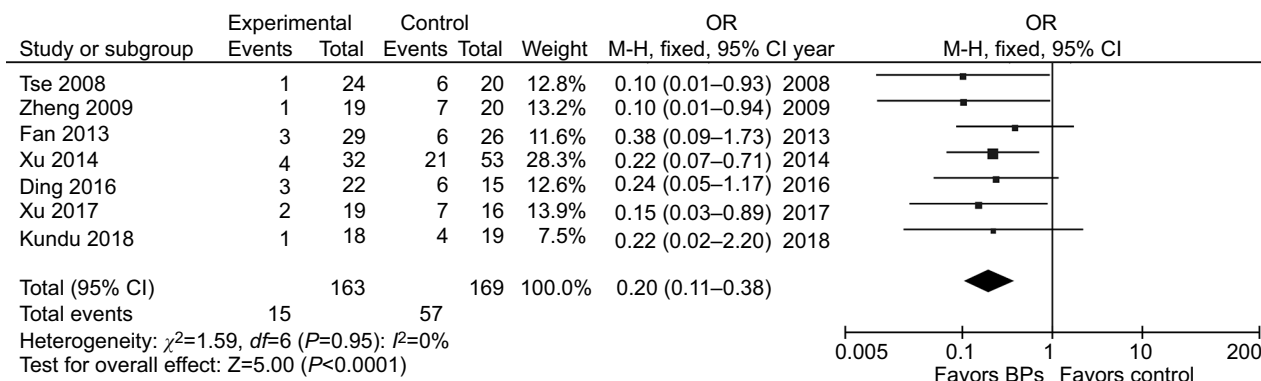 Experimental Control OR OR
Study or subgroup Events Total Events Total Weight M-H, fixed, 95% CI year M-H, fixed, 95% CI
Tse 2008 1 24 6 20 12.8% 0.10 (0.01–0.93) 2008
Zheng 2009 1 19 7 20 13.2% 0.10 (0.01–0.94) 2009
Fan 2013 3 29 6 26 11.6% 0.38 (0.09–1.73) 2013
Xu 2014 4 32 21 53 28.3% 0.22 (0.07–0.71) 2014
Ding 2016 3 22 6 15 12.6% 0.24 (0.05–1.17) 2016
Xu 2017 2 19 7 16 13.9% 0.15 (0.03–0.89) 2017
Kundu 2018 1 18 4 19 7.5% 0.22 (0.02–2.20) 2018
Total (95% CI) 163 169 100.0% 0.20 (0.11–0.38)
Total events 15 57
Heterogeneity: χ²=1.59, df=6 (P=0.95): I²=0%
Test for overall effect: Z=5.00 (P<0.0001)
0.005 0.1 1 10 200
Favors BPs Favors control